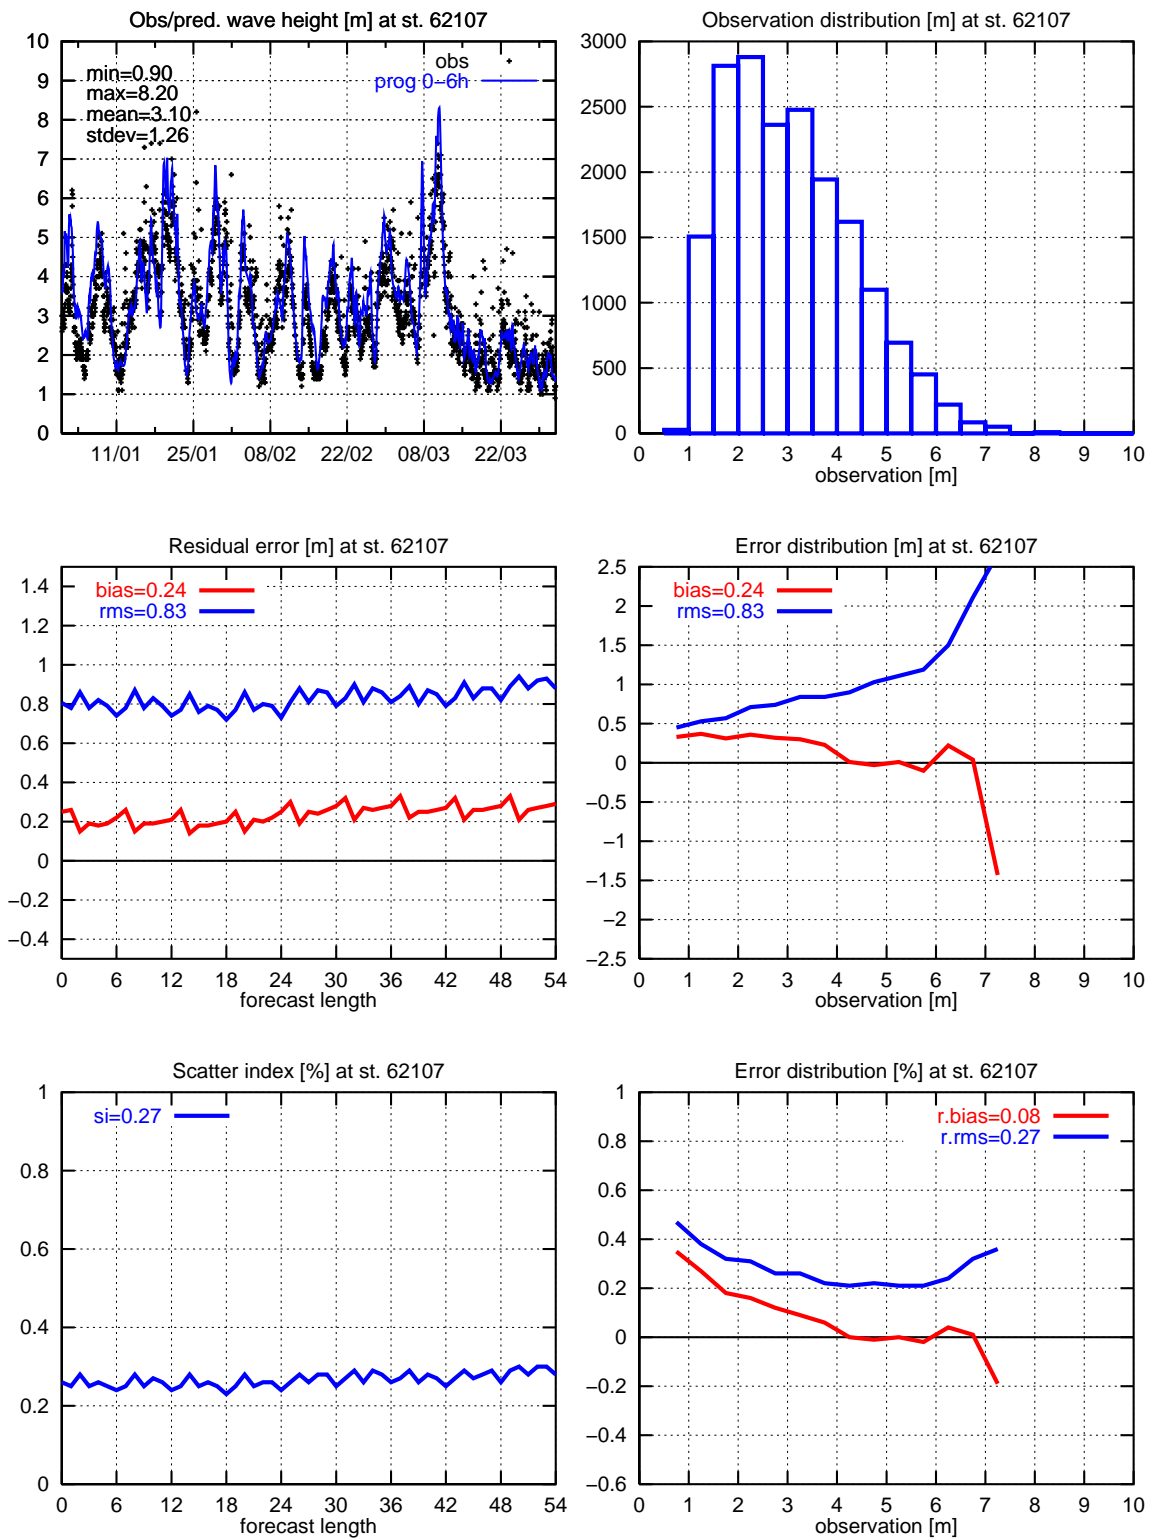 Obs/pred. wave height [m] at st. 62107
10
9
8
7
6
5
4
3
2
1
0
min=0.90
max=8.20
mean=3.10
stdev=1.26
obs
prog 0−6h
11/01 25/01 08/02 22/02 08/03 22/03
Observation distribution [m] at st. 62107
3000
2500
2000
1500
1000
500
0
0 1 2 3 4 5 6 7 8 9 10
observation [m]
Residual error [m] at st. 62107
1.4
1.2
1
0.8
0.6
0.4
0.2
0
−0.2
−0.4
bias=0.24
rms=0.83
0 6 12 18 24 30 36 42 48 54
forecast length
Error distribution [m] at st. 62107
2.5
2
1.5
1
0.5
0
−0.5
−1
−1.5
−2
−2.5
bias=0.24
rms=0.83
0 1 2 3 4 5 6 7 8 9 10
observation [m]
Scatter index [%] at st. 62107
1
0.8
0.6
0.4
0.2
0
si=0.27
0 6 12 18 24 30 36 42 48 54
forecast length
Error distribution [%] at st. 62107
1
0.8
0.6
0.4
0.2
0
−0.2
−0.4
−0.6
r.bias=0.08
r.rms=0.27
0 1 2 3 4 5 6 7 8 9 10
observation [m]